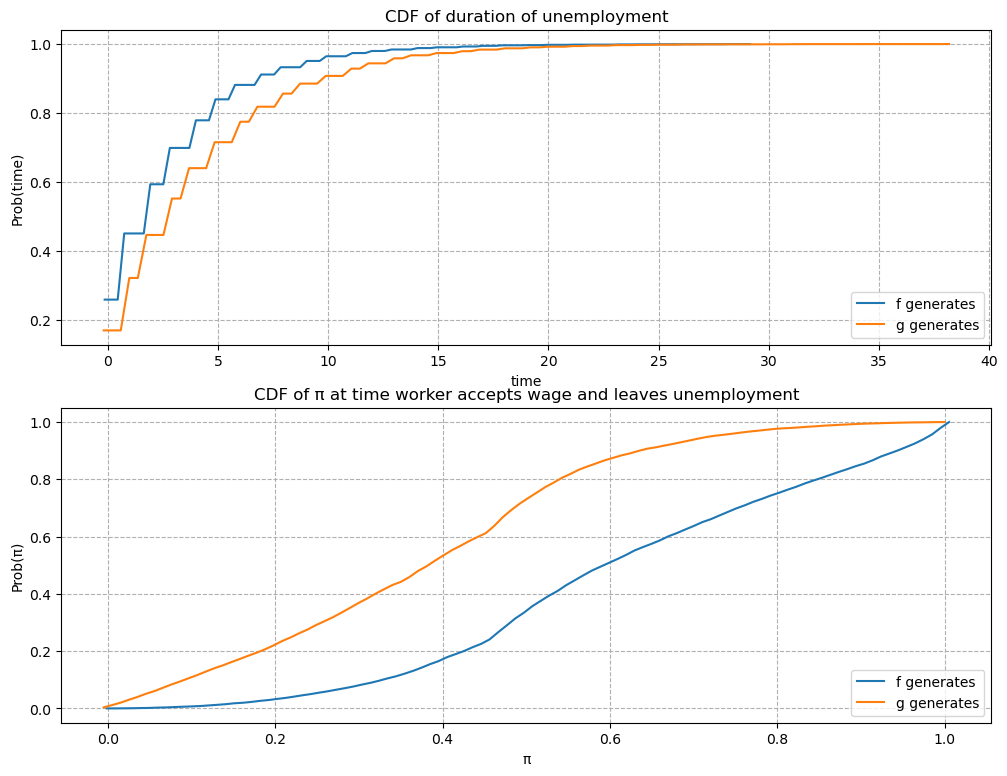 CDF of duration of unemployment
1.0
0.8
0.6
0.4
0.2
Prob(time)
f generates
g generates
0 5 10 15 20 25 30 35 40
time
CDF of π at time worker accepts wage and leaves unemployment
1.0
0.8
0.6
0.4
0.2
0.0
Prob(π)
f generates
g generates
0.0 0.2 0.4 0.6 0.8 1.0
π